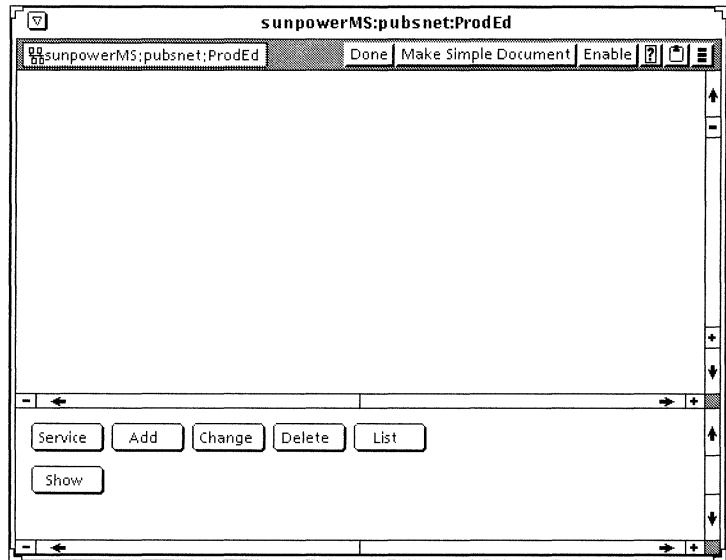 sunpowerMS:pubsnet:ProdEd
sunpowerMS:pubsnet:ProdEd Done Make Simple Document Enable ?
Service Add Change Delete List
Show